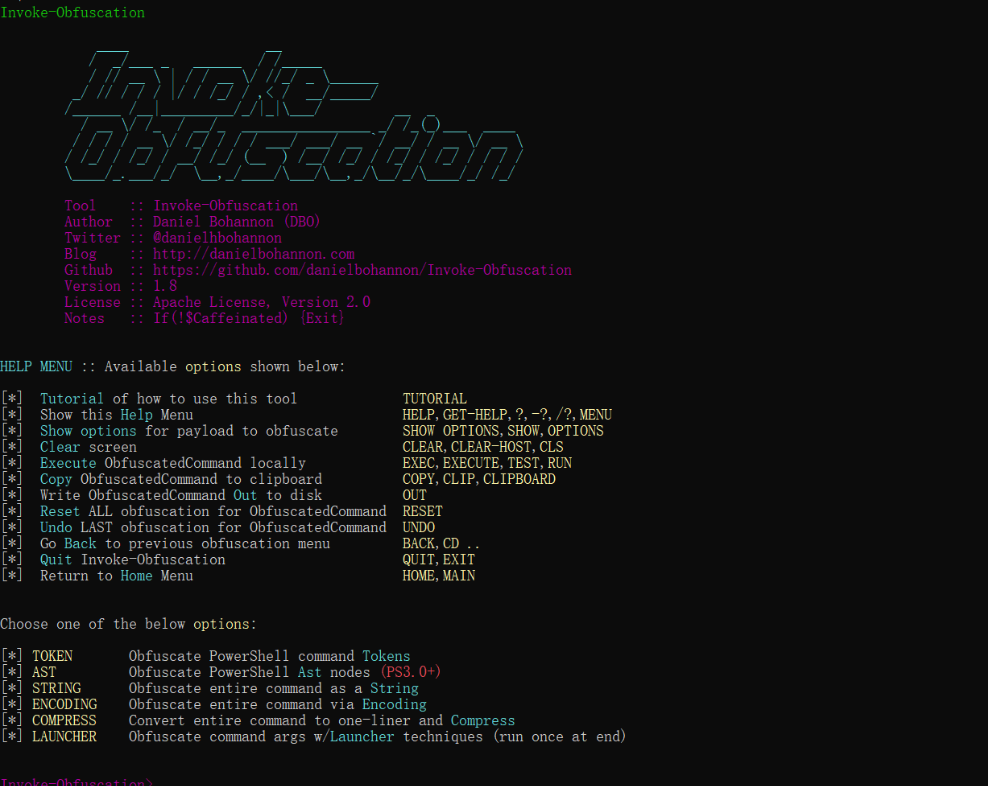 Invoke-Obfuscation
Invoke-
Obfuscation
Tool :: Invoke-Obfuscation
Author :: Daniel Bohannon (DBO)
Twitter :: @danielhbohannon
Blog :: http://danielbohannon.com
Github :: https://github.com/danielbohannon/Invoke-Obfuscation
Version :: 1.8
License :: Apache License, Version 2.0
Notes :: If(!$Caffeinated) {Exit}
HELP MENU :: Available options shown below:
[*] Tutorial of how to use this tool TUTORIAL
[*] Show this Help Menu HELP,GET-HELP,?,-?,/?,MENU
[*] Show options for payload to obfuscate SHOW OPTIONS,SHOW,OPTIONS
[*] Clear screen CLEAR,CLEAR-HOST,CLS
[*] Execute ObfuscatedCommand locally EXEC,EXECUTE,TEST,RUN
[*] Copy ObfuscatedCommand to clipboard COPY,CLIP,CLIPBOARD
[*] Write ObfuscatedCommand Out to disk OUT
[*] Reset ALL obfuscation for ObfuscatedCommand RESET
[*] Undo LAST obfuscation for ObfuscatedCommand UNDO
[*] Go Back to previous obfuscation menu BACK,CD ..
[*] Quit Invoke-Obfuscation QUIT,EXIT
[*] Return to Home Menu HOME,MAIN
Choose one of the below options:
[*] TOKEN Obfuscate PowerShell command Tokens
[*] AST Obfuscate PowerShell Ast nodes (PS3.0+)
[*] STRING Obfuscate entire command as a String
[*] ENCODING Obfuscate entire command via Encoding
[*] COMPRESS Convert entire command to one-liner and Compress
[*] LAUNCHER Obfuscate command args w/Launcher techniques (run once at end)
Invoke-Obfuscation>